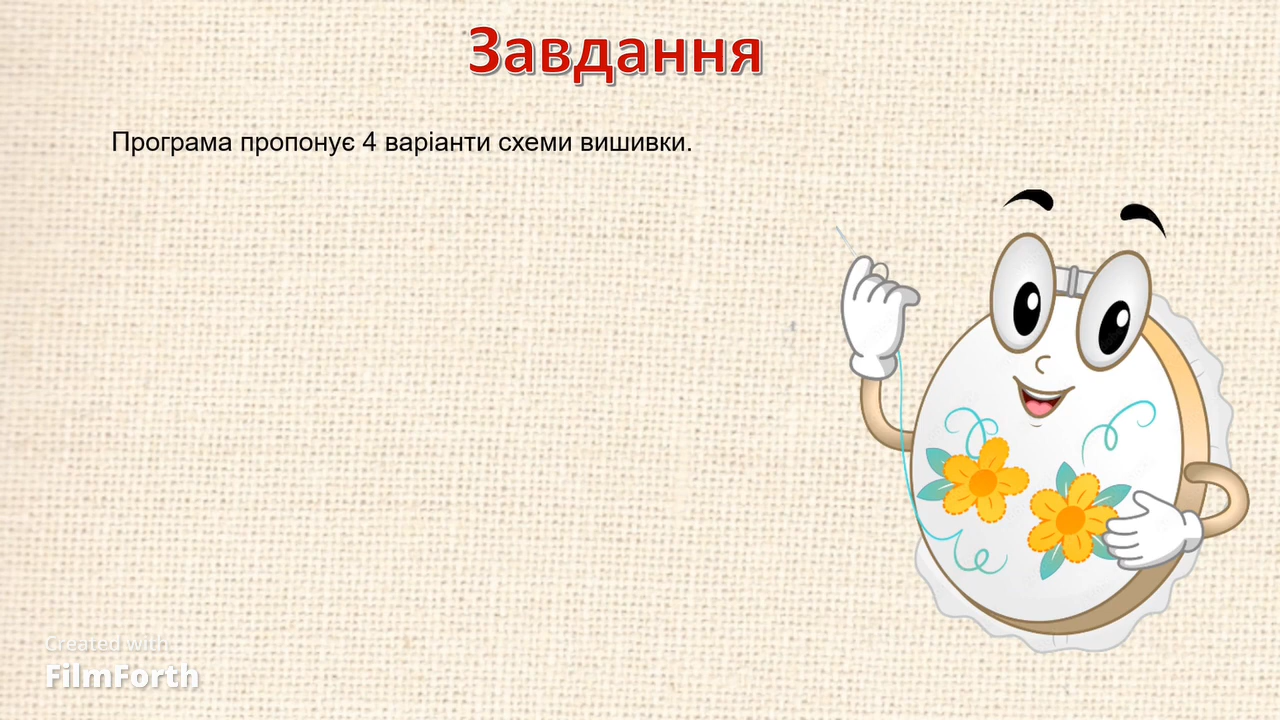 Завдання
Програма пропонує 4 варіанти схеми вишивки.
Created with
FilmForth